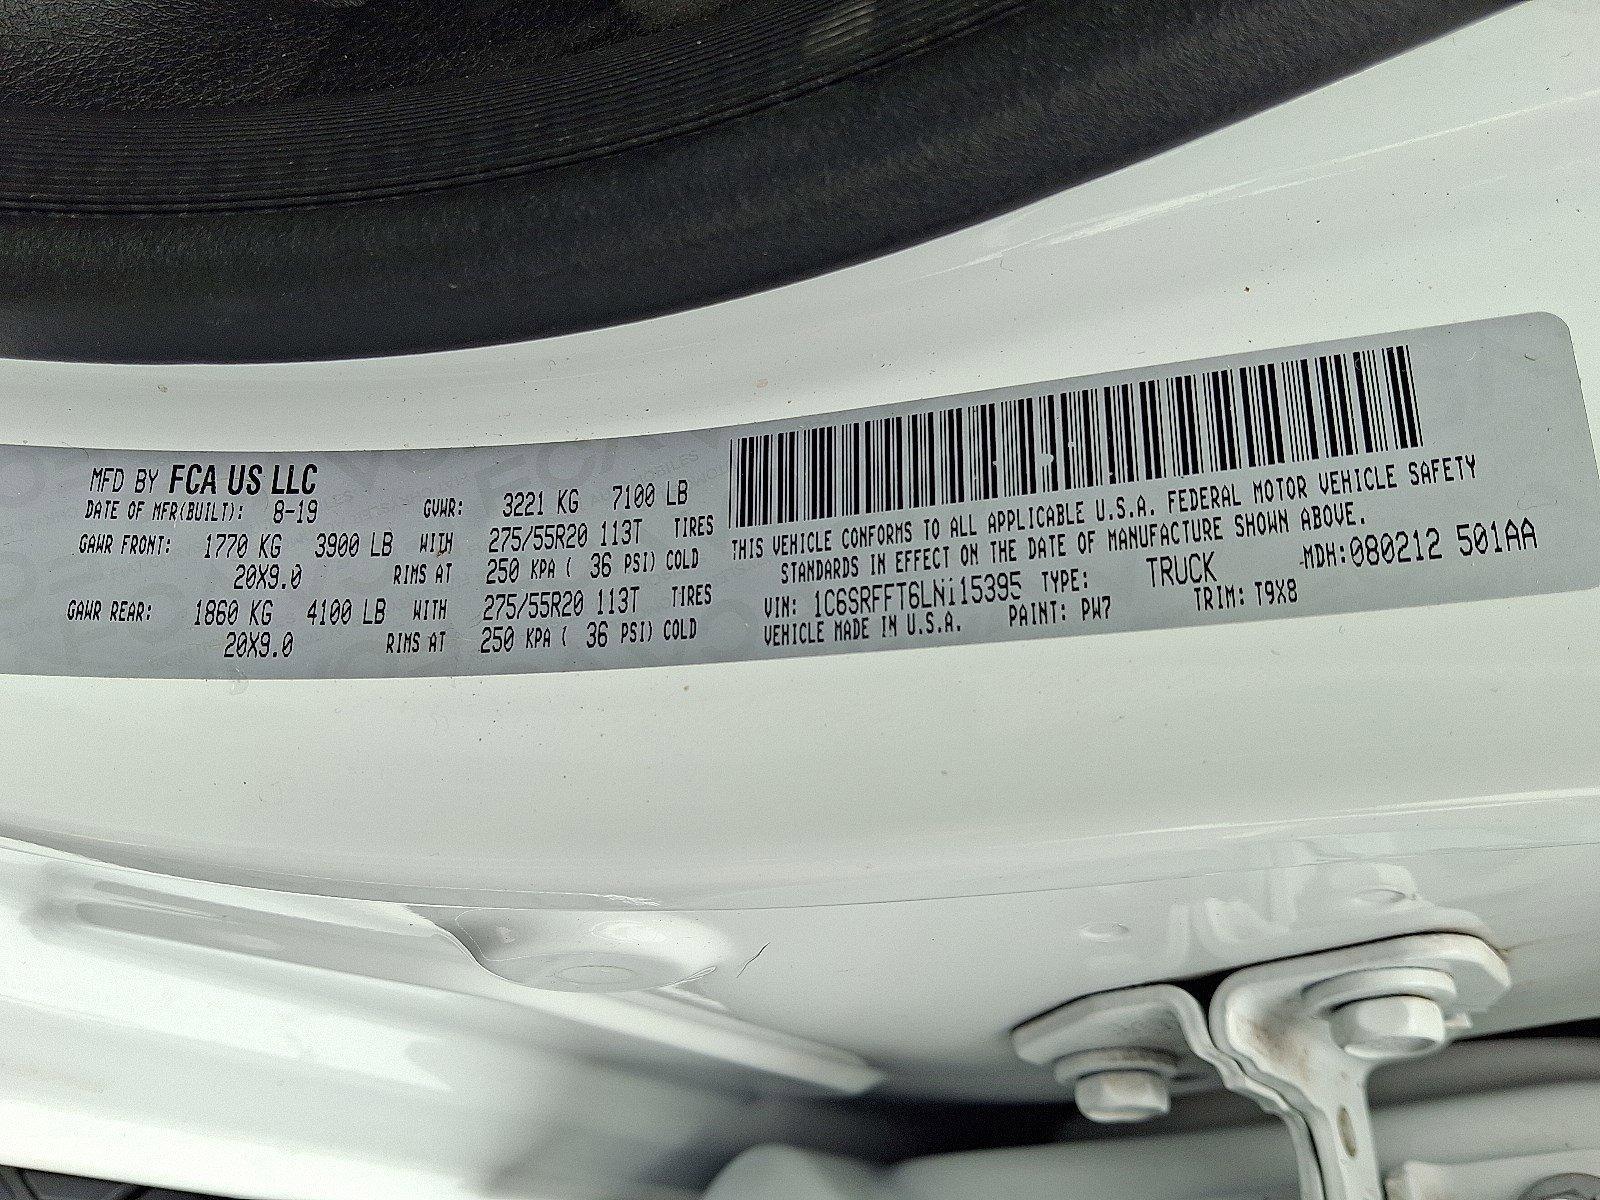 MFD BY FCA US LLC
DATE OF MFR(BUILT): 8-19 GVWR: 3221 KG 7100 LB
GAWR FRONT: 1770 KG 3900 LB WITH 275/55R20 113T TIRES
20X9.0 RIMS AT 250 KPA ( 36 PSI) COLD
GAWR REAR: 1860 KG 4100 LB WITH 275/55R20 113T TIRES
20X9.0 RIMS AT 250 KPA ( 36 PSI) COLD
THIS VEHICLE CONFORMS TO ALL APPLICABLE U.S.A. FEDERAL MOTOR VEHICLE SAFETY
STANDARDS IN EFFECT ON THE DATE OF MANUFACTURE SHOWN ABOVE.
VIN: TYPE: TRUCK MDH:080212 501AA
VEHICLE MADE IN U.S.A. PAINT: PW7 TRIM: T9X8